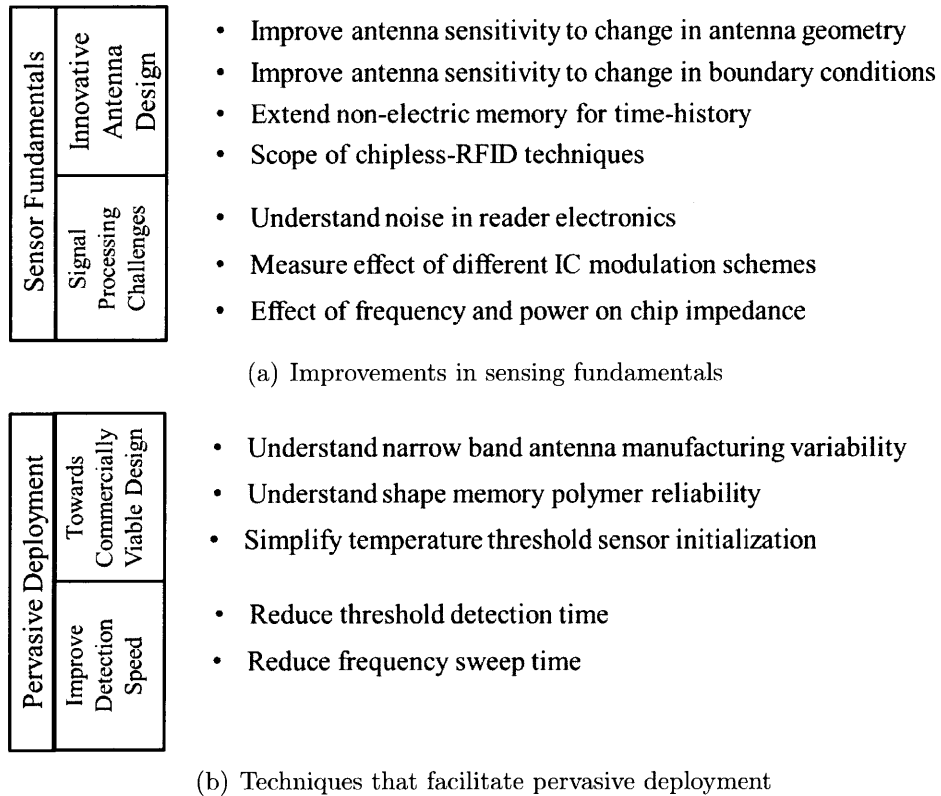 Sensor Fundamentals
Innovative
Antenna
Design
• Improve antenna sensitivity to change in antenna geometry
• Improve antenna sensitivity to change in boundary conditions
• Extend non-electric memory for time-history
• Scope of chipless-RFID techniques
Signal
Processing
Challenges
• Understand noise in reader electronics
• Measure effect of different IC modulation schemes
• Effect of frequency and power on chip impedance
(a) Improvements in sensing fundamentals
Pervasive Deployment
Towards
Commercially
Viable Design
• Understand narrow band antenna manufacturing variability
• Understand shape memory polymer reliability
• Simplify temperature threshold sensor initialization
Improve
Detection
Speed
• Reduce threshold detection time
• Reduce frequency sweep time
(b) Techniques that facilitate pervasive deployment